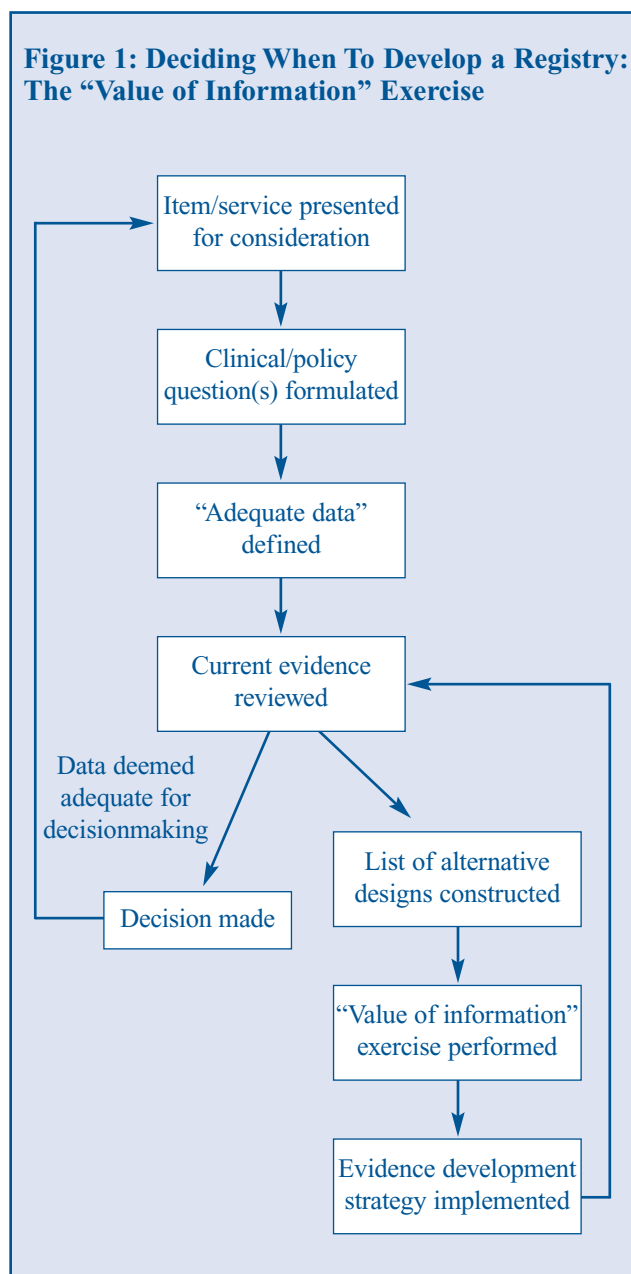 Figure 1: Deciding When To Develop a Registry:
The “Value of Information” Exercise
Item/service presented
for consideration
Clinical/policy
question(s) formulated
“Adequate data”
defined
Current evidence
reviewed
Data deemed
adequate for
decisionmaking
Decision made
List of alternative
designs constructed
“Value of information”
exercise performed
Evidence development
strategy implemented